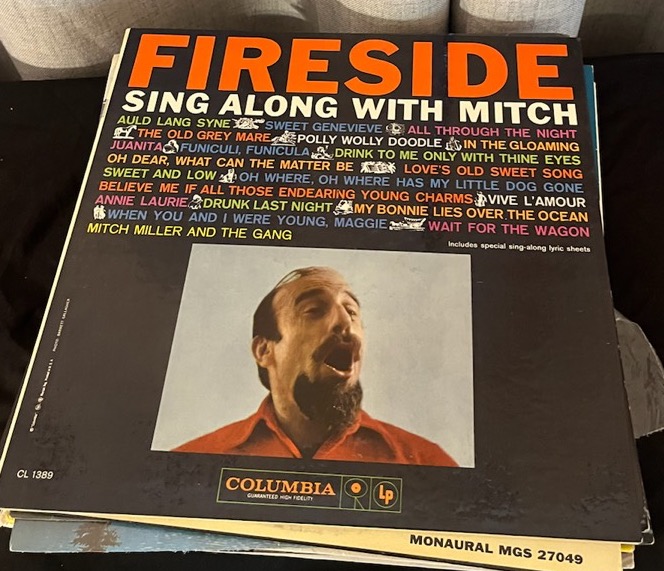 FIRESIDE
SING ALONG WITH MITCH
AULD LANG SYNE SWEET GENEVIEVE ALL THROUGH THE NIGHT
THE OLD GREY MARE POLLY WOLLY DOODLE IN THE GLOAMING
JUANITA FUNICULI, FUNICULA DRINK TO ME ONLY WITH THINE EYES
OH DEAR, WHAT CAN THE MATTER BE LOVE'S OLD SWEET SONG
SWEET AND LOW OH WHERE, OH WHERE HAS MY LITTLE DOG GONE
BELIEVE ME IF ALL THOSE ENDEARING YOUNG CHARMS VIVE L'AMOUR
ANNIE LAURIE DRUNK LAST NIGHT MY BONNIE LIES OVER THE OCEAN
WHEN YOU AND I WERE YOUNG, MAGGIE WAIT FOR THE WAGON
MITCH MILLER AND THE GANG
Includes special sing-along lyric sheets
CL 1389
COLUMBIA
GUARANTEED HIGH FIDELITY
Lp
MONAURAL MGS 27049